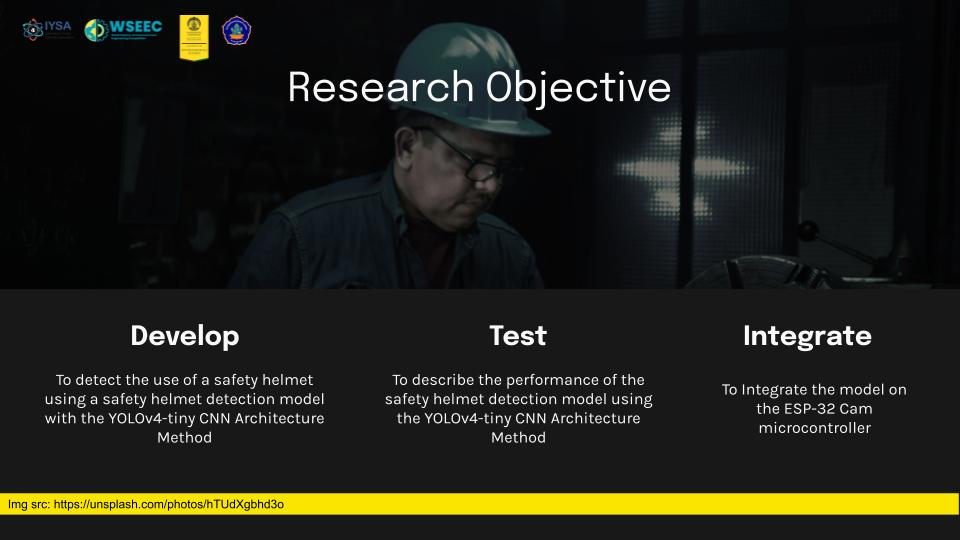 IYSA
WSEEC
Research Objective
Develop
To detect the use of a safety helmet
using a safety helmet detection model
with the YOLOv4-tiny CNN Architecture
Method
Test
To describe the performance of the
safety helmet detection model using
the YOLOv4-tiny CNN Architecture
Method
Integrate
To Integrate the model on
the ESP-32 Cam
microcontroller
Img src: https://unsplash.com/photos/hTUdXgbhd3o